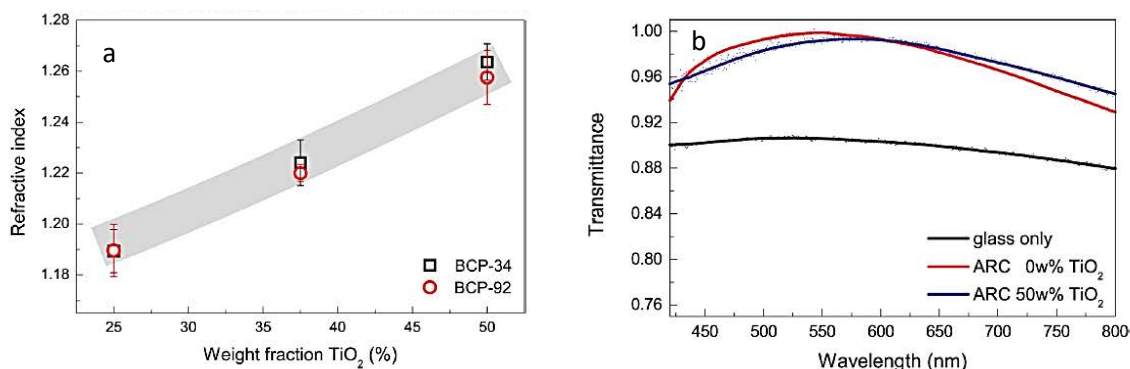 a
1.28
1.26
1.24
1.22
1.20
1.18
Refractive index
25 30 35 40 45 50
Weight fraction TiO2 (%)
BCP-34
BCP-92
b
1.00
0.96
0.92
0.88
0.84
0.80
0.76
Transmittance
450 500 550 600 650 700 750 800
Wavelength (nm)
glass only
ARC 0w% TiO2
ARC 50w% TiO2